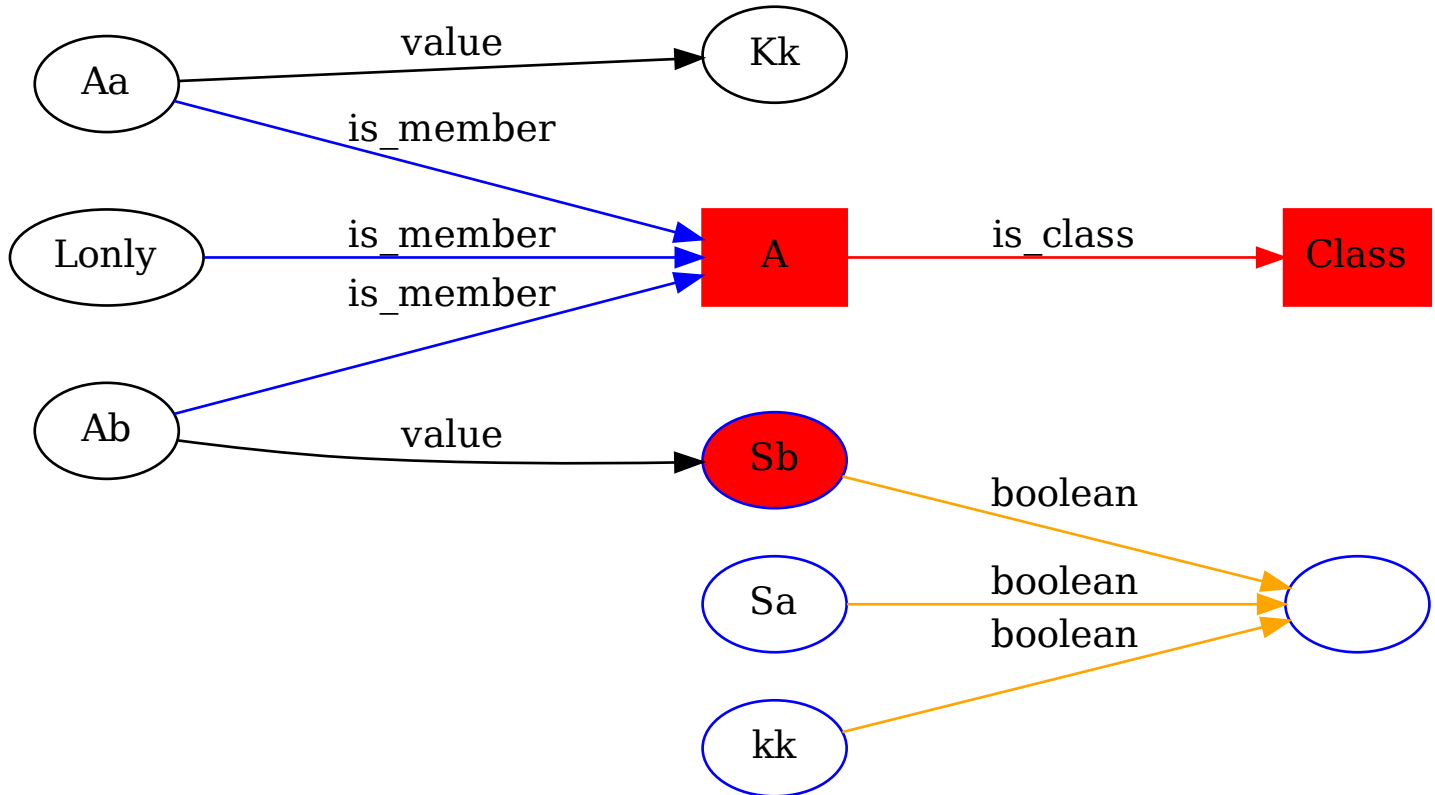 Aa
value
Kk
is_member
Lonly
is_member
A
is_class
Class
is_member
Ab
value
Sb
boolean
Sa
boolean
boolean
kk